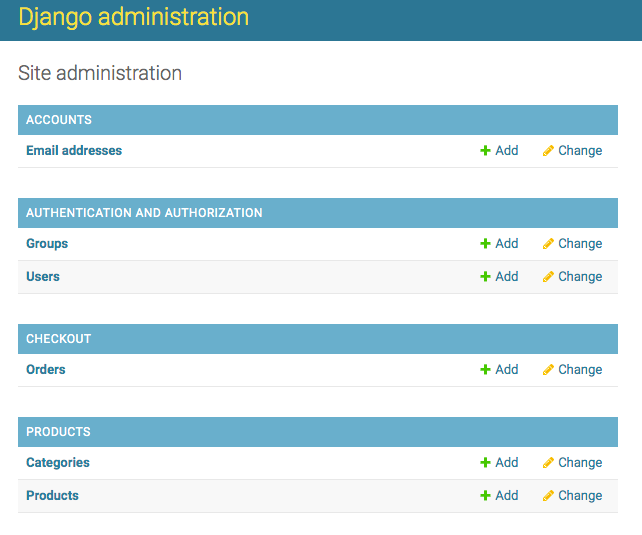 Django administration
Site administration
ACCOUNTS
Email addresses Add Change
AUTHENTICATION AND AUTHORIZATION
Groups Add Change
Users Add Change
CHECKOUT
Orders Add Change
PRODUCTS
Categories Add Change
Products Add Change